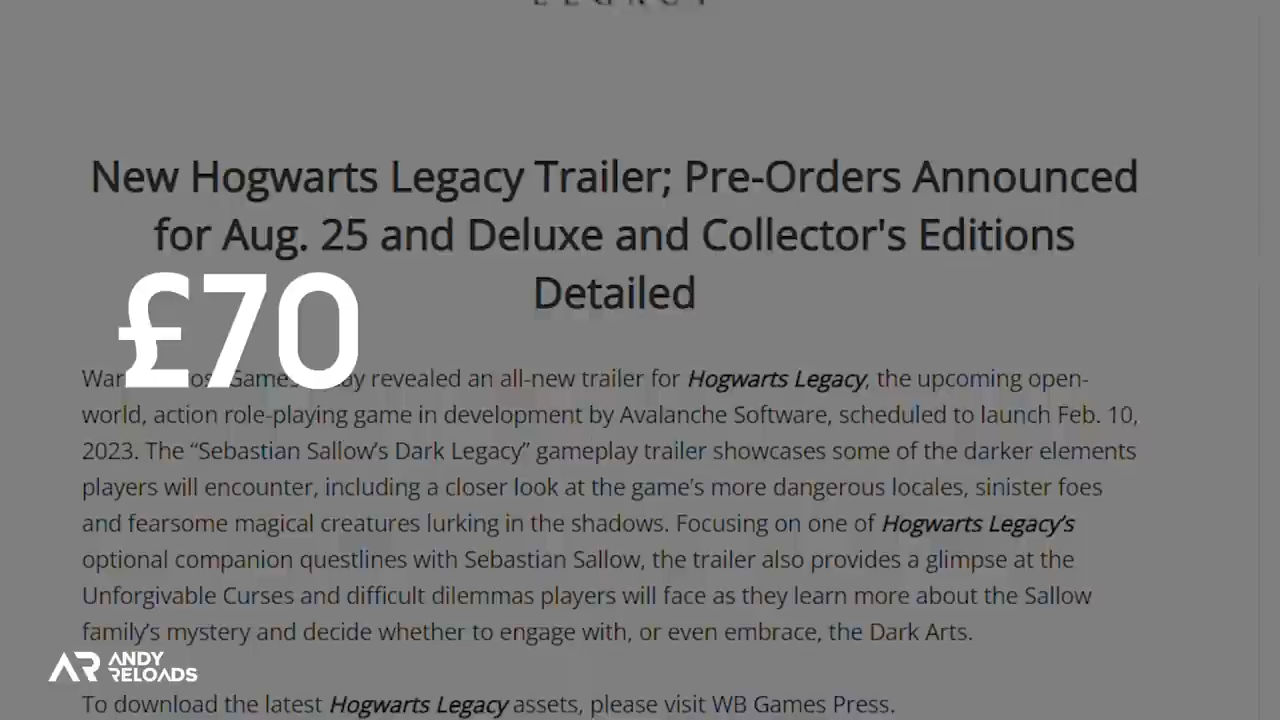 LEGACY
New Hogwarts Legacy Trailer; Pre-Orders Announced
for Aug. 25 and Deluxe and Collector's Editions
Detailed
£70
revealed an all-new trailer for Hogwarts Legacy, the upcoming open-
world, action role-playing game in development by Avalanche Software, scheduled to launch Feb. 10,
2023. The “Sebastian Sallow’s Dark Legacy” gameplay trailer showcases some of the darker elements
players will encounter, including a closer look at the game’s more dangerous locales, sinister foes
and fearsome magical creatures lurking in the shadows. Focusing on one of Hogwarts Legacy’s
optional companion questlines with Sebastian Sallow, the trailer also provides a glimpse at the
Unforgivable Curses and difficult dilemmas players will face as they learn more about the Sallow
family’s mystery and decide whether to engage with, or even embrace, the Dark Arts.
ANDY
RELOADS
To download the latest Hogwarts Legacy assets, please visit WB Games Press.